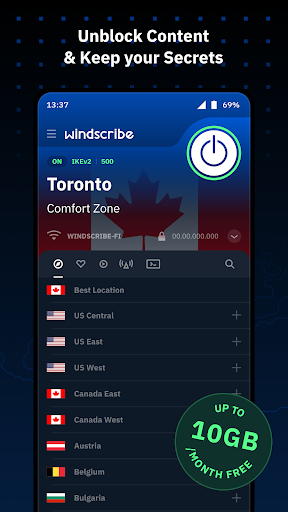 Unblock Content
& Keep your Secrets
13:37
69%
windscribe
ON IKEv2 500
Toronto
Comfort Zone
WINDSCRIBE-FI
00.00.000.000
Best Location
US Central
US East
US West
Canada East
Canada West
Austria
Belgium
Bulgaria
UP TO
10GB
/MONTH FREE